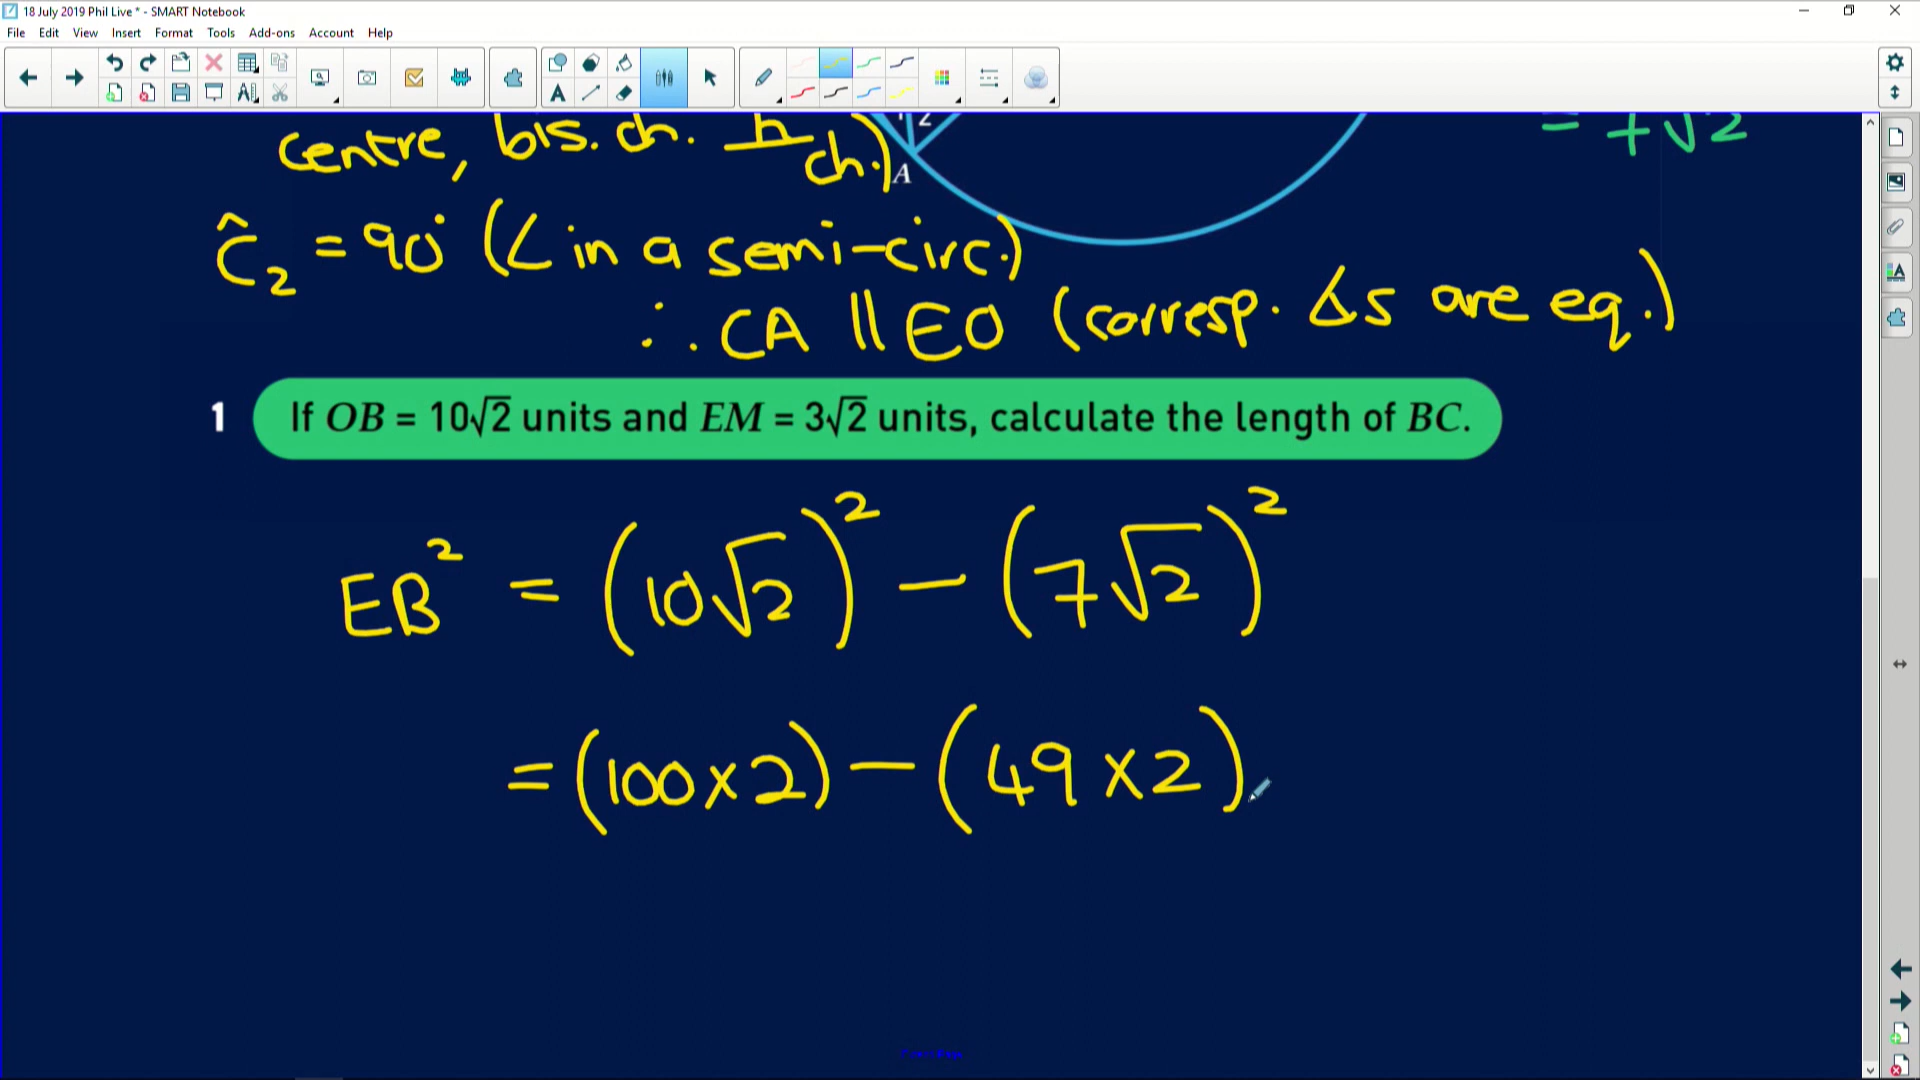 18 July 2019 Phil Live * - SMART Notebook
File Edit View Insert Format Tools Add-ons Account Help
= 7√2
centre, bis. ch. ch.)
A
2
Ĉ₂ = 90° (∠ in a semi-circ.)
∴ CA || EO (corresp. ∆s are eq.)
1 If OB = 10√2 units and EM = 3√2 units, calculate the length of BC.
EB² = (10√2)² − (7√2)²
= (100 × 2) − (49 × 2)